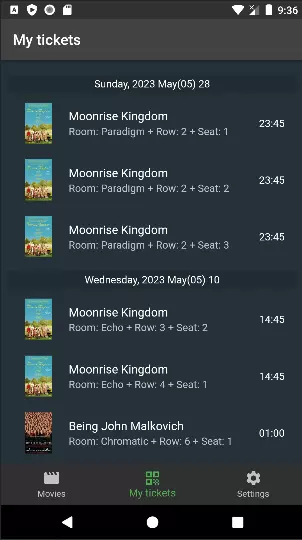 9:36
My tickets
Sunday, 2023 May(05) 28
Moonrise Kingdom
Room: Paradigm + Row: 2 + Seat: 1
23:45
Moonrise Kingdom
Room: Paradigm + Row: 2 + Seat: 2
23:45
Moonrise Kingdom
Room: Paradigm + Row: 2 + Seat: 3
23:45
Wednesday, 2023 May(05) 10
Moonrise Kingdom
Room: Echo + Row: 3 + Seat: 2
14:45
Moonrise Kingdom
Room: Echo + Row: 4 + Seat: 1
14:45
Being John Malkovich
Room: Chromatic + Row: 6 + Seat: 1
01:00
Movies
My tickets
Settings